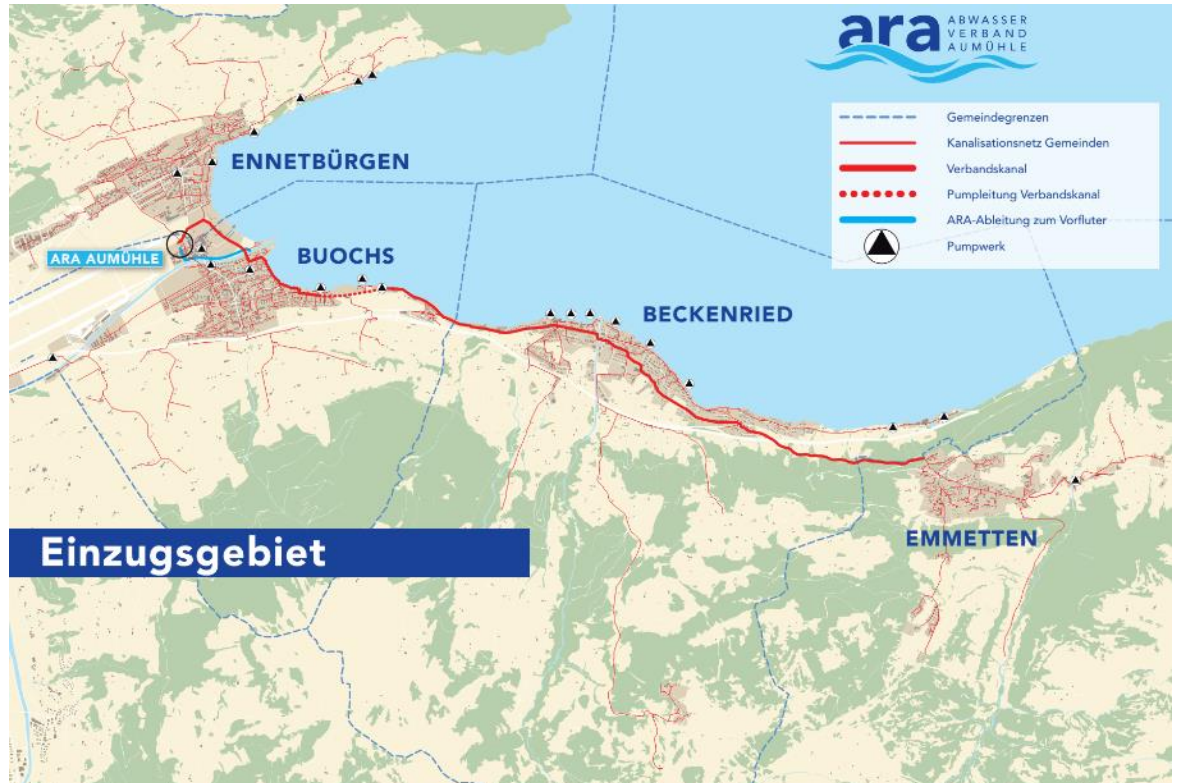 ara
ABWASSER
VERBAND
AUMÜHLE
Gemeindegrenzen
Kanalisationsnetz Gemeinden
Verbandskanal
Pumpleitung Verbandskanal
ARA-Ableitung zum Vorfluter
Pumpwerk
ENNETBÜRGEN
ARA AUMÜHLE
BUOCHS
BECKENRIED
EMMETTEN
Einzugsgebiet